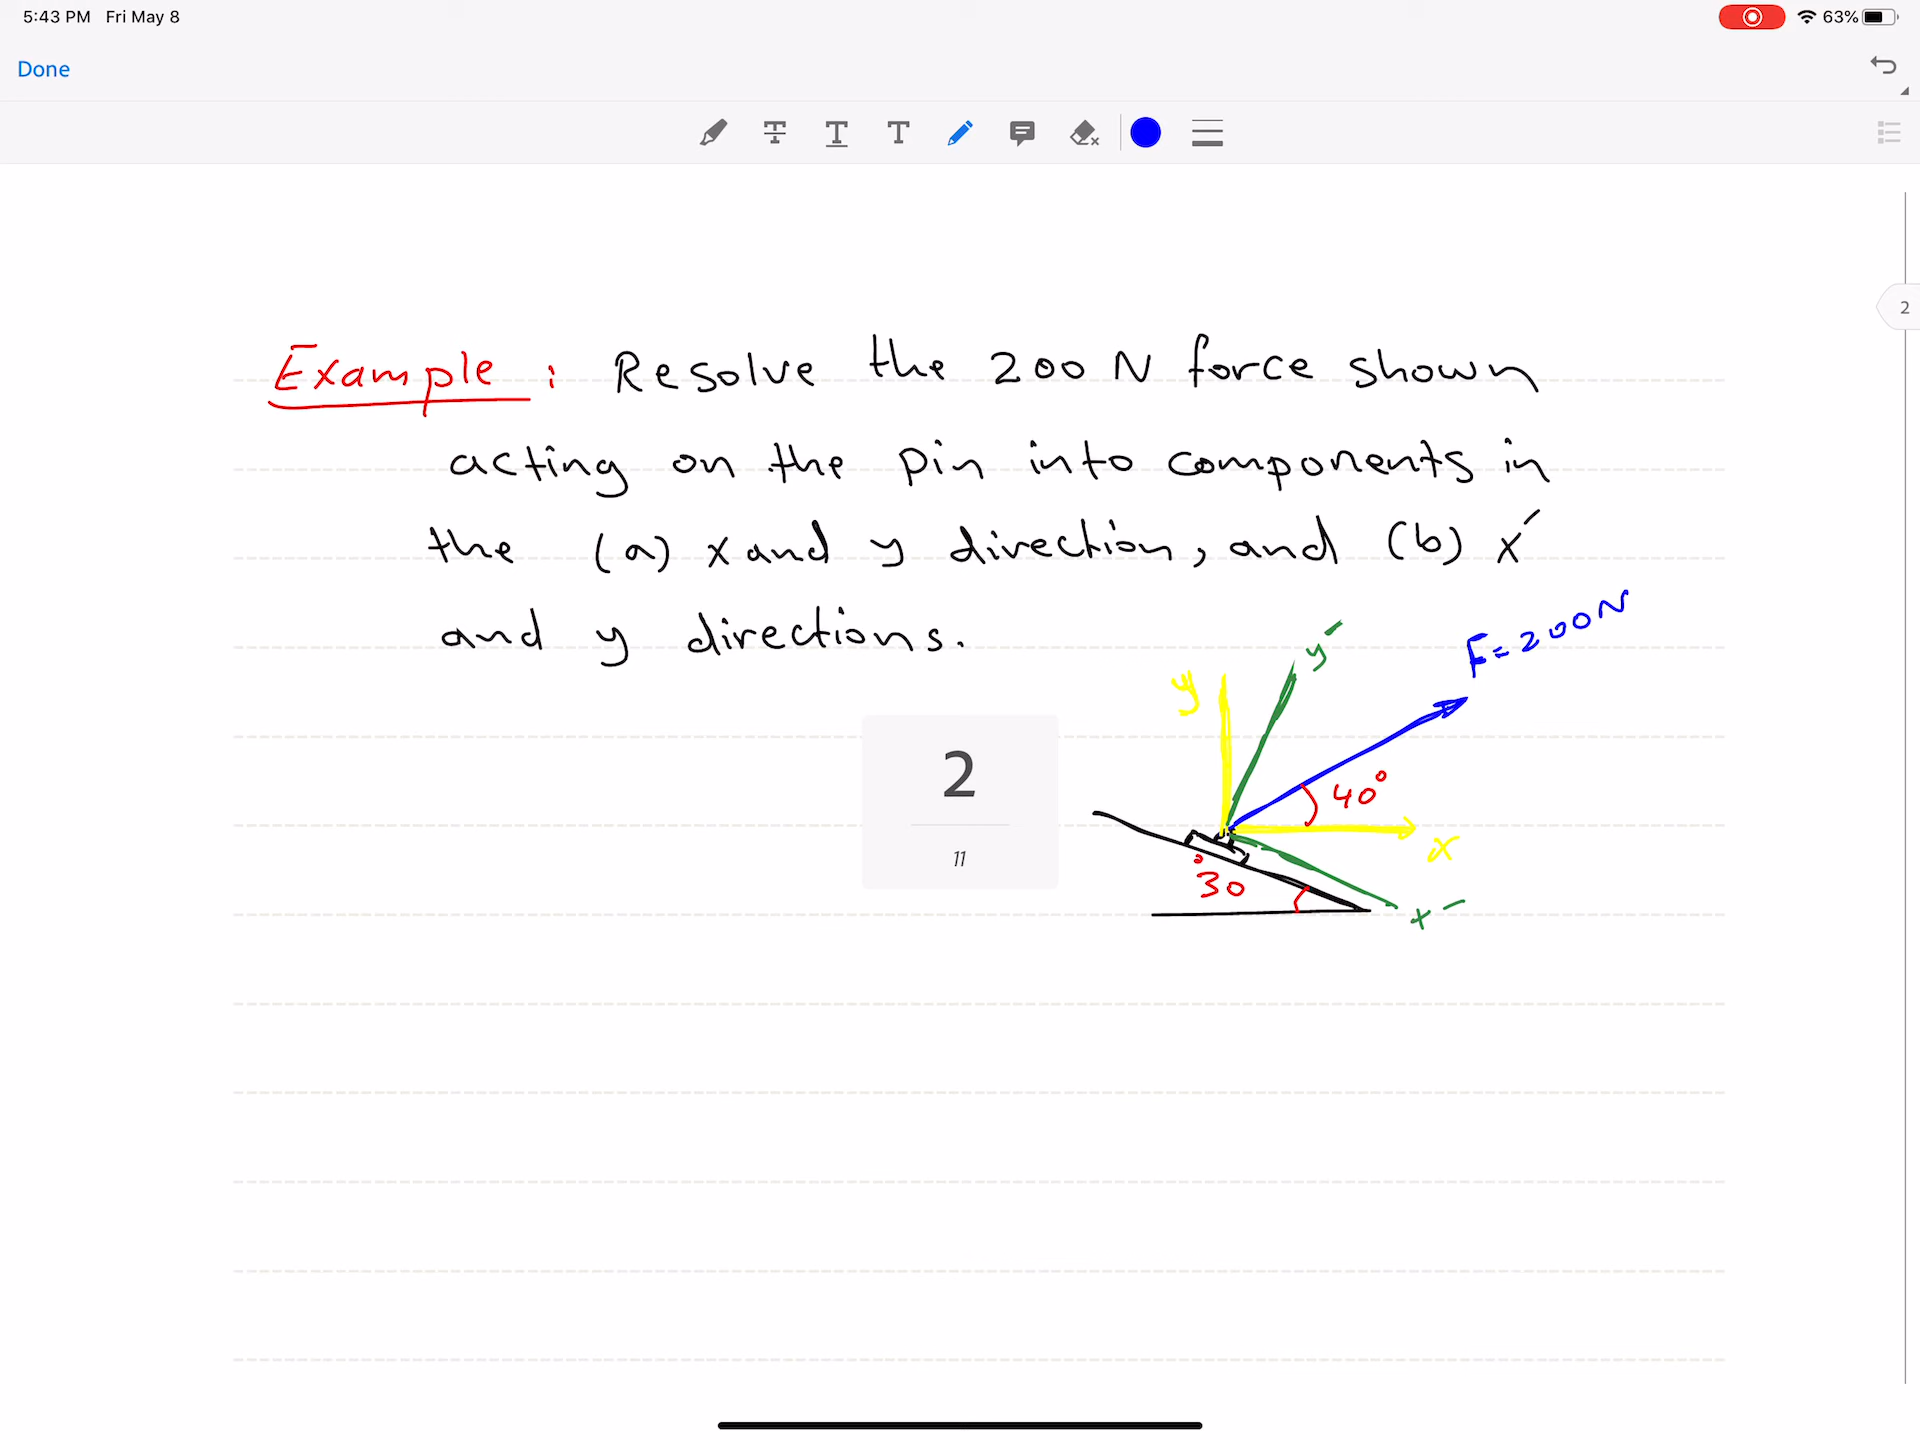 5:43 PM Fri May 8
63%
Done
T T T
2
Example: Resolve the 200 N force shown
acting on the pin into components in
the (a) x and y direction, and (b) x′
and y directions.
F=200N
y′
y
40°
x
30°
x′
2
11